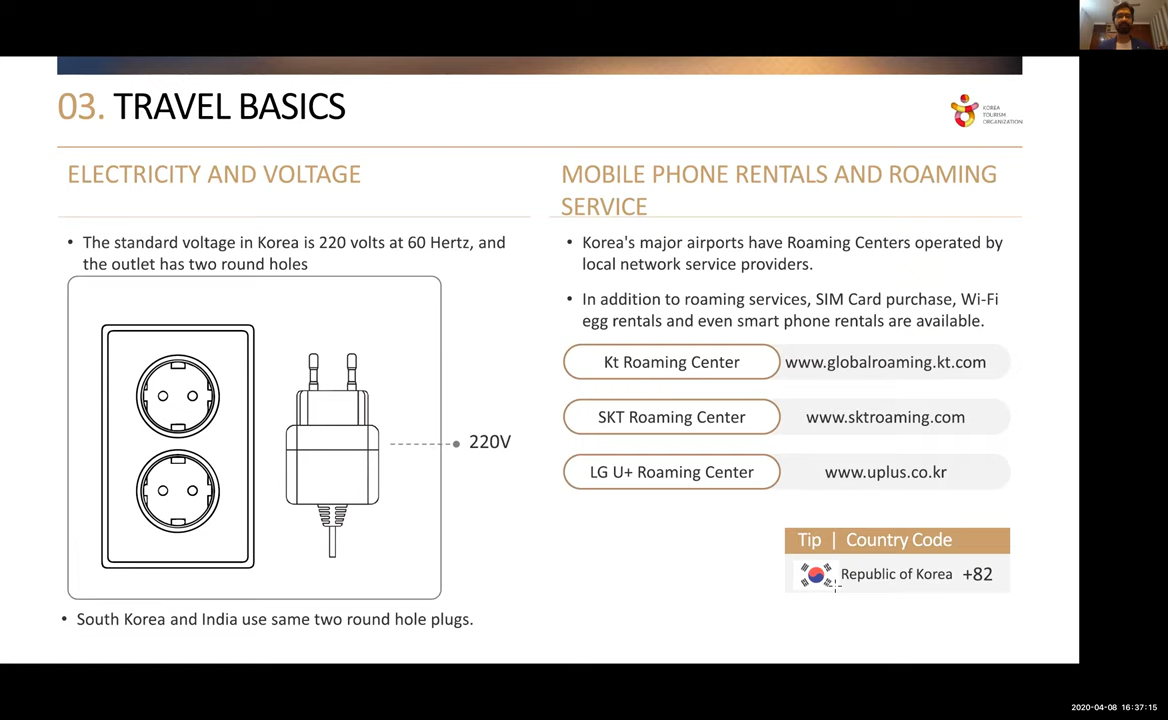 03. TRAVEL BASICS
KOREA
TOURISM
ORGANIZATION
ELECTRICITY AND VOLTAGE
• The standard voltage in Korea is 220 volts at 60 Hertz, and
the outlet has two round holes
220V
• South Korea and India use same two round hole plugs.
MOBILE PHONE RENTALS AND ROAMING
SERVICE
• Korea's major airports have Roaming Centers operated by
local network service providers.
• In addition to roaming services, SIM Card purchase, Wi-Fi
egg rentals and even smart phone rentals are available.
Kt Roaming Center www.globalroaming.kt.com
SKT Roaming Center www.sktroaming.com
LG U+ Roaming Center www.uplus.co.kr
Tip | Country Code
Republic of Korea +82
2020-04-08 16:37:15